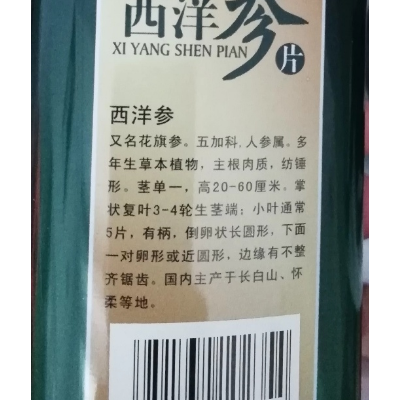 西洋参
片
XI YANG SHEN PIAN
西洋参
又名花旗参。五加科,人参属。多
年生草本植物，主根肉质，纺锤
形。茎单一，高20-60厘米。掌
状复叶3-4轮生茎端；小叶通常
5片，有柄，倒卵状长圆形，下面
一对卵形或近圆形，边缘有不整
齐锯齿。国内主产于长白山、怀
柔等地。